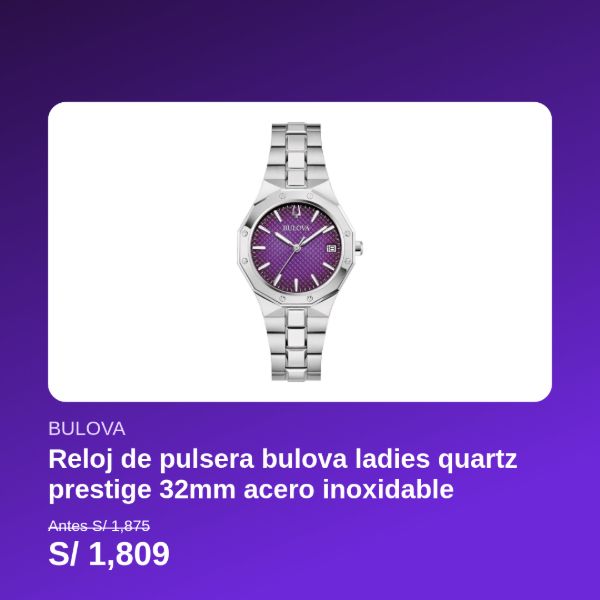 BULOVA
BULOVA
Reloj de pulsera bulova ladies quartz
prestige 32mm acero inoxidable
Antes S/ 1,875
S/ 1,809